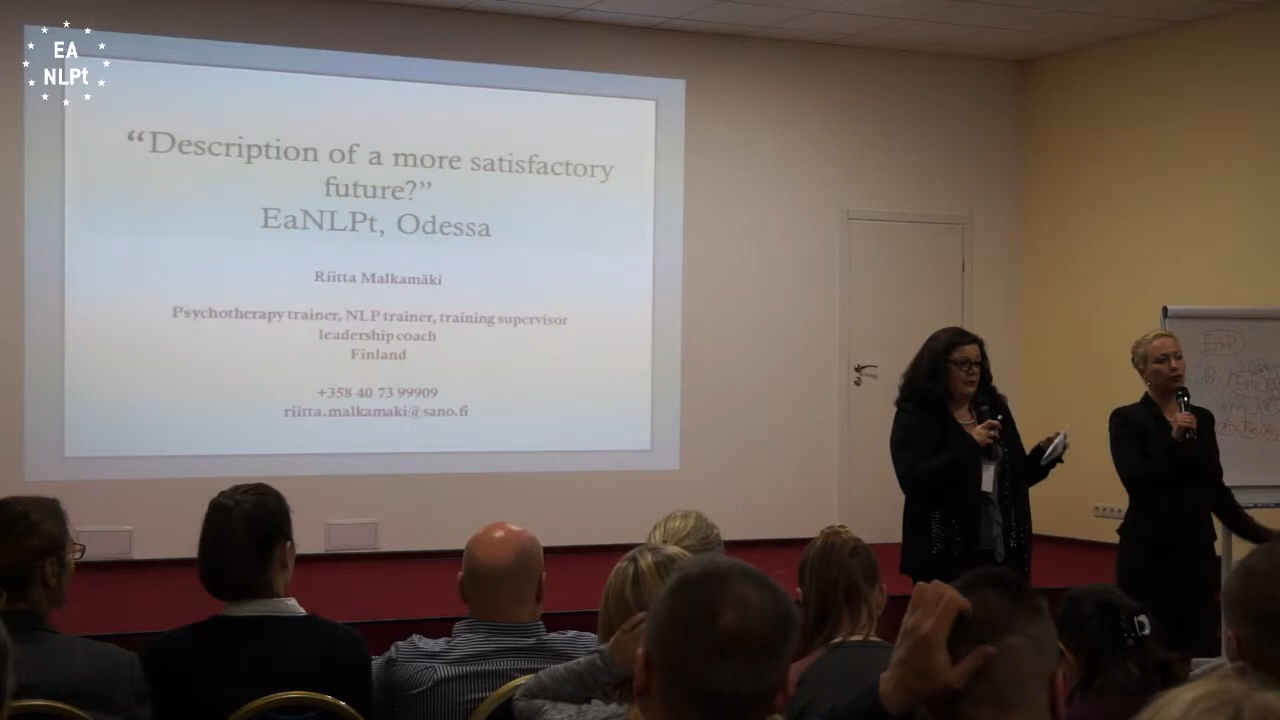 EA
NLPt
“Description of a more satisfactory
future?”
EaNLPt, Odessa
Riitta Malkamäki
Psychotherapy trainer, NLP trainer, training supervisor
leadership coach
Finland
+358 40 73 99909
riitta.malkamaki@sano.fi